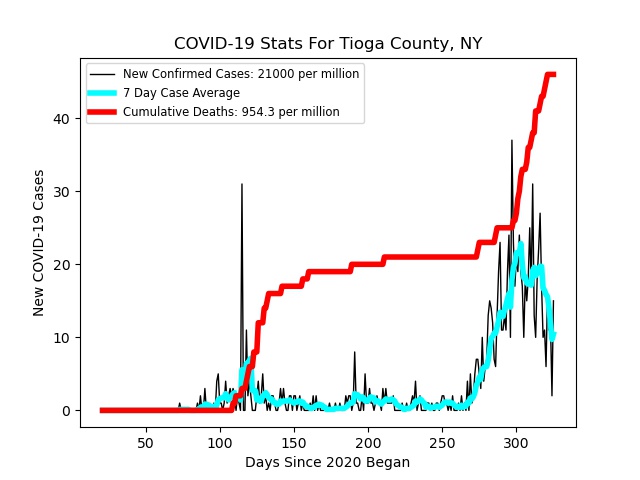 COVID-19 Stats For Tioga County, NY
New Confirmed Cases: 21000 per million
7 Day Case Average
Cumulative Deaths: 954.3 per million
New COVID-19 Cases
40
30
20
10
0
50
100
150
200
250
300
Days Since 2020 Began